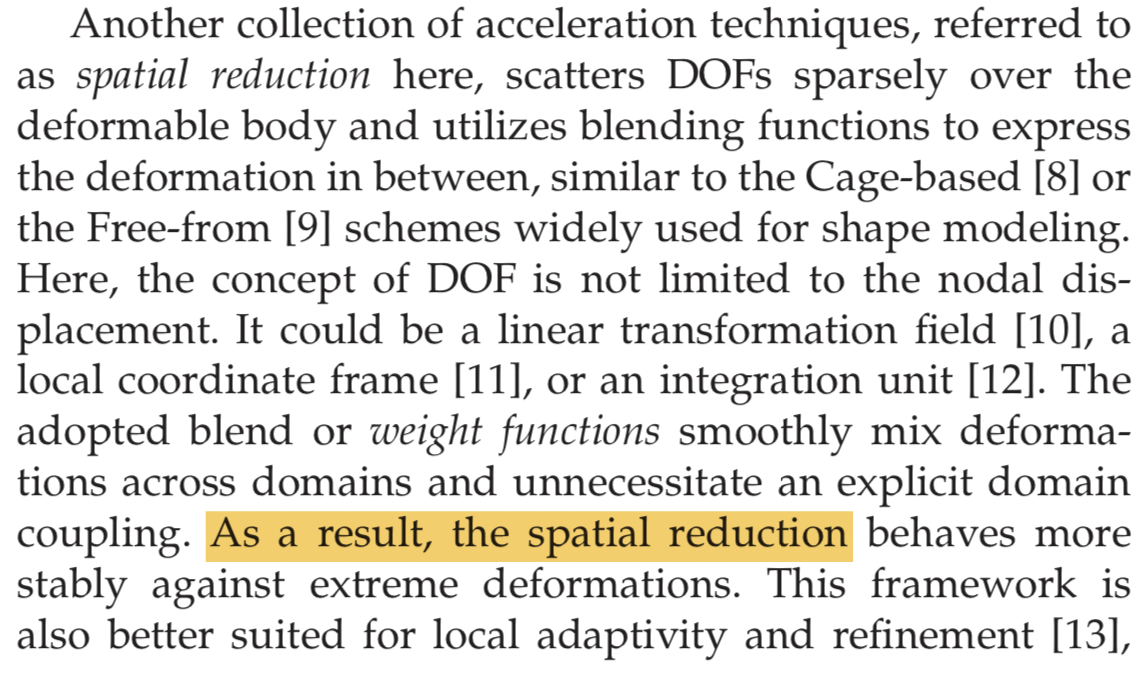 Another collection of acceleration techniques, referred to
as spatial reduction here, scatters DOFs sparsely over the
deformable body and utilizes blending functions to express
the deformation in between, similar to the Cage-based [8] or
the Free-from [9] schemes widely used for shape modeling.
Here, the concept of DOF is not limited to the nodal dis-
placement. It could be a linear transformation field [10], a
local coordinate frame [11], or an integration unit [12]. The
adopted blend or weight functions smoothly mix deforma-
tions across domains and unnecessitate an explicit domain
coupling. As a result, the spatial reduction behaves more
stably against extreme deformations. This framework is
also better suited for local adaptivity and refinement [13],